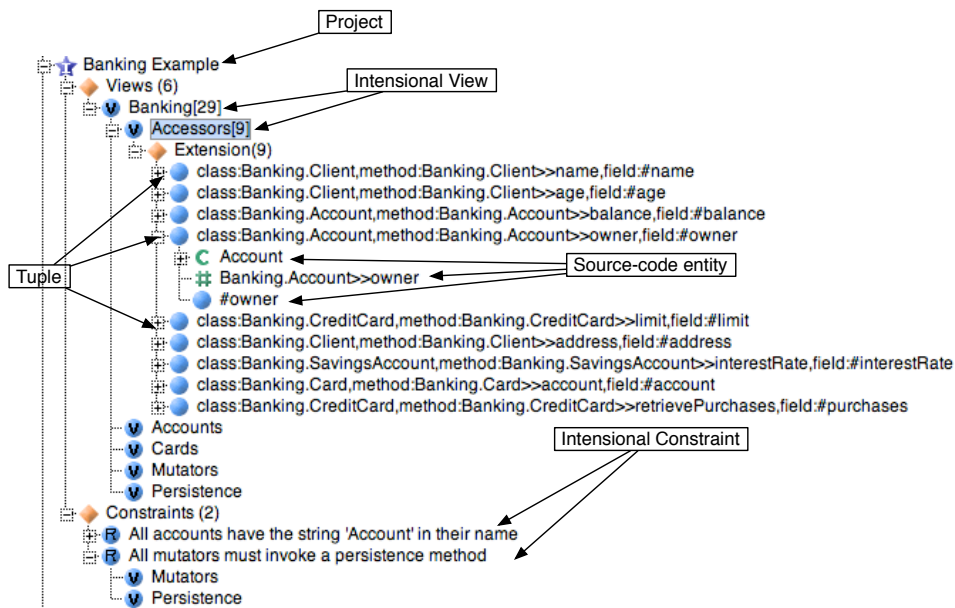 Project
Banking Example
Views (6)
Intensional View
Banking[29]
Accessors[9]
Extension(9)
class:Banking.Client,method:Banking.Client>>name,field:#name
class:Banking.Client,method:Banking.Client>>age,field:#age
class:Banking.Account,method:Banking.Account>>balance,field:#balance
class:Banking.Account,method:Banking.Account>>owner,field:#owner
Account
Source-code entity
Tuple
Banking.Account>>owner
#owner
class:Banking.CreditCard,method:Banking.CreditCard>>limit,field:#limit
class:Banking.Client,method:Banking.Client>>address,field:#address
class:Banking.SavingsAccount,method:Banking.SavingsAccount>>interestRate,field:#interestRate
class:Banking.Card,method:Banking.Card>>account,field:#account
class:Banking.CreditCard,method:Banking.CreditCard>>retrievePurchases,field:#purchases
Accounts
Intensional Constraint
Cards
Mutators
Persistence
Constraints (2)
All accounts have the string 'Account' in their name
All mutators must invoke a persistence method
Mutators
Persistence